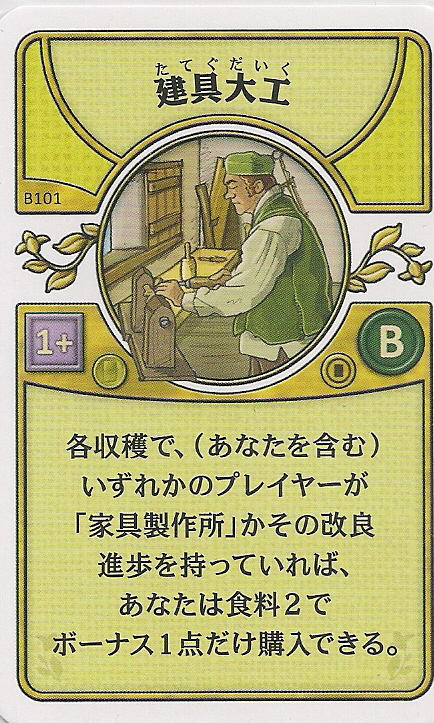 たてぐだいく
建具大工
B101
1+
B
各収穫で、(あなたを含む)
いずれかのプレイヤーが
「家具製作所」かその改良
進歩を持っていれば、
あなたは食料2で
ボーナス1点だけ購入できる。